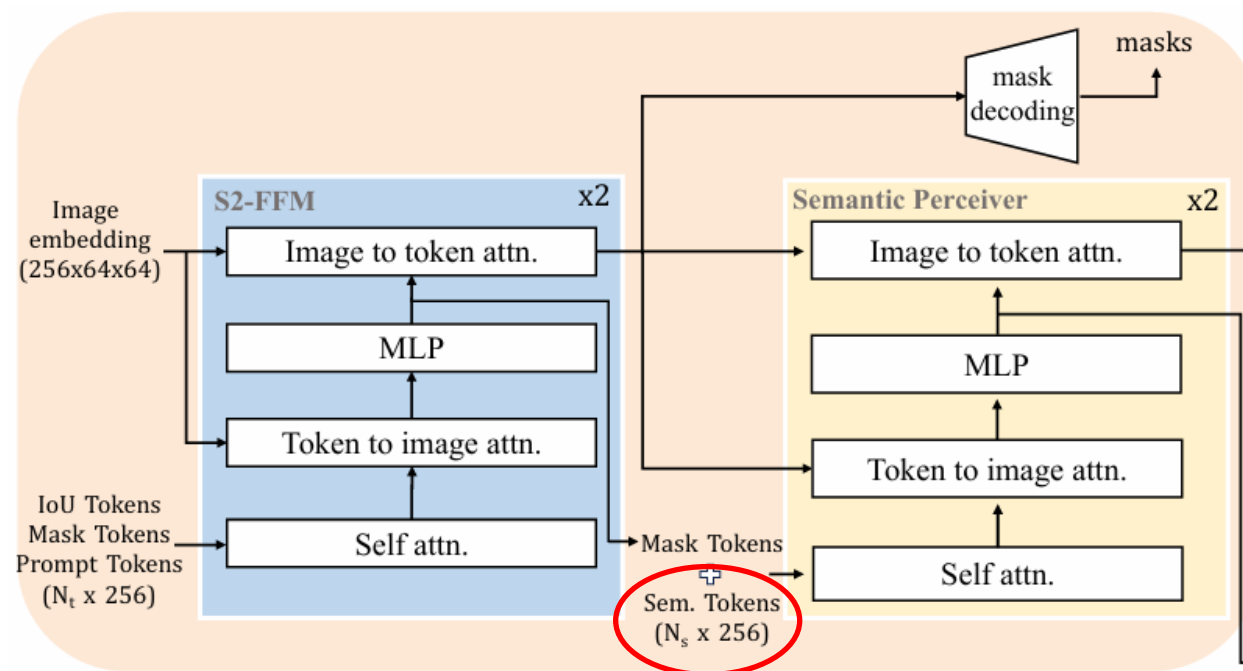 masks
mask
decoding
S2-FFM
x2
Semantic Perceiver
x2
Image
embedding
(256x64x64)
Image to token attn.
MLP
Token to image attn.
Self attn.
IoU Tokens
Mask Tokens
Prompt Tokens
(Nₜ x 256)
Mask Tokens
Sem. Tokens
(Nₛ x 256)
Image to token attn.
MLP
Token to image attn.
Self attn.